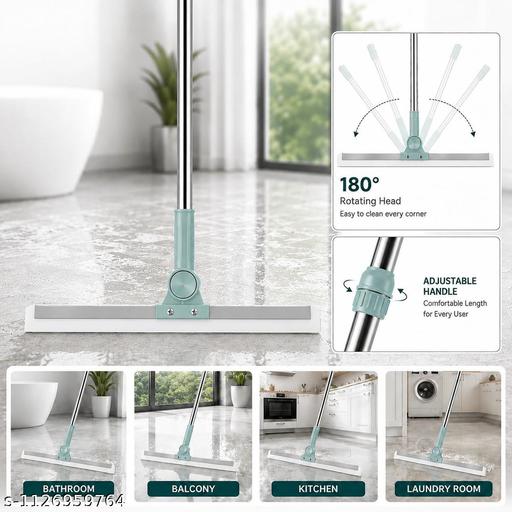 180°
Rotating Head
Easy to clean every corner
ADJUSTABLE
HANDLE
Comfortable Length
for Every User
BATHROOM
BALCONY
KITCHEN
LAUNDRY ROOM
s-1126959764